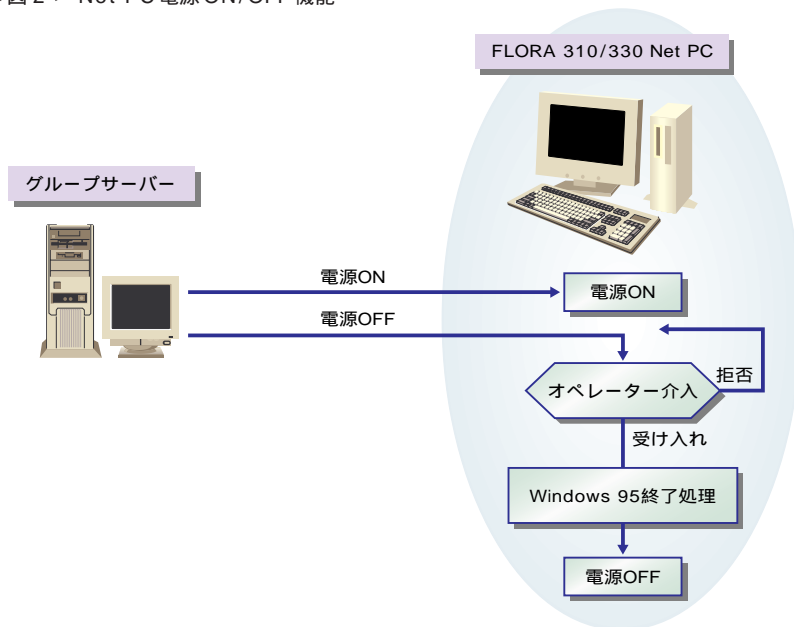 図2 Net PC電源ON/OFF機能
FLORA 310/330 Net PC
グループサーバー
電源ON
電源ON
電源OFF
オペレーター介入
拒否
受け入れ
Windows 95終了処理
電源OFF